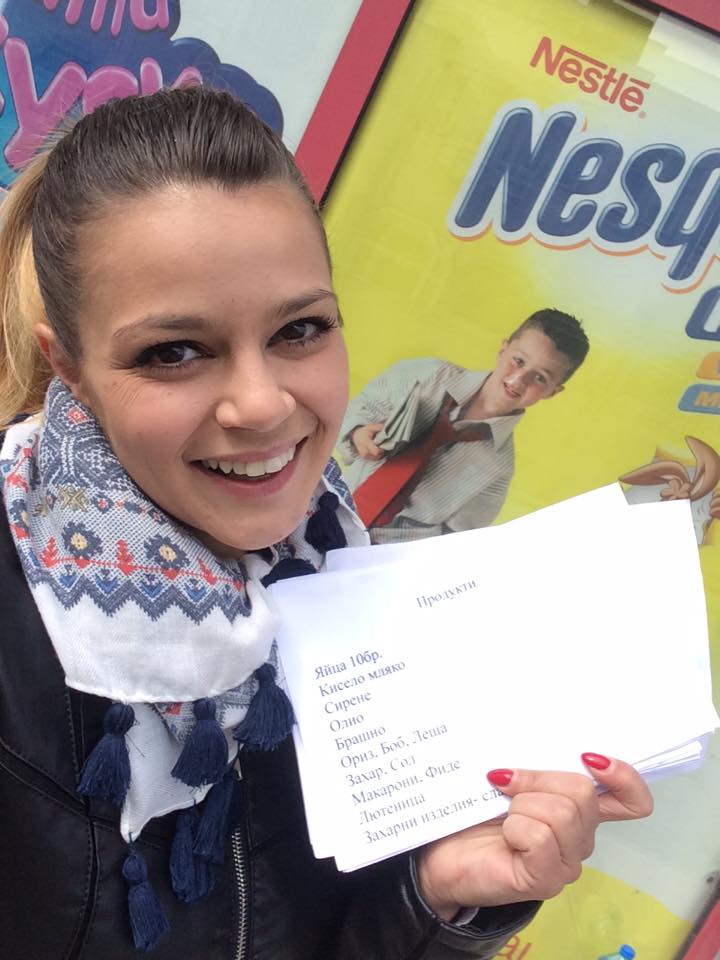 Nestlé
Nesq
Продукти
Яйца 10бр.
Кисело мляко
Сирене
Олио
Брашно
Ориз, Боб, Леща
Захар, Сол
Макарони, Фиде
Лютеница
Захарни изделия-